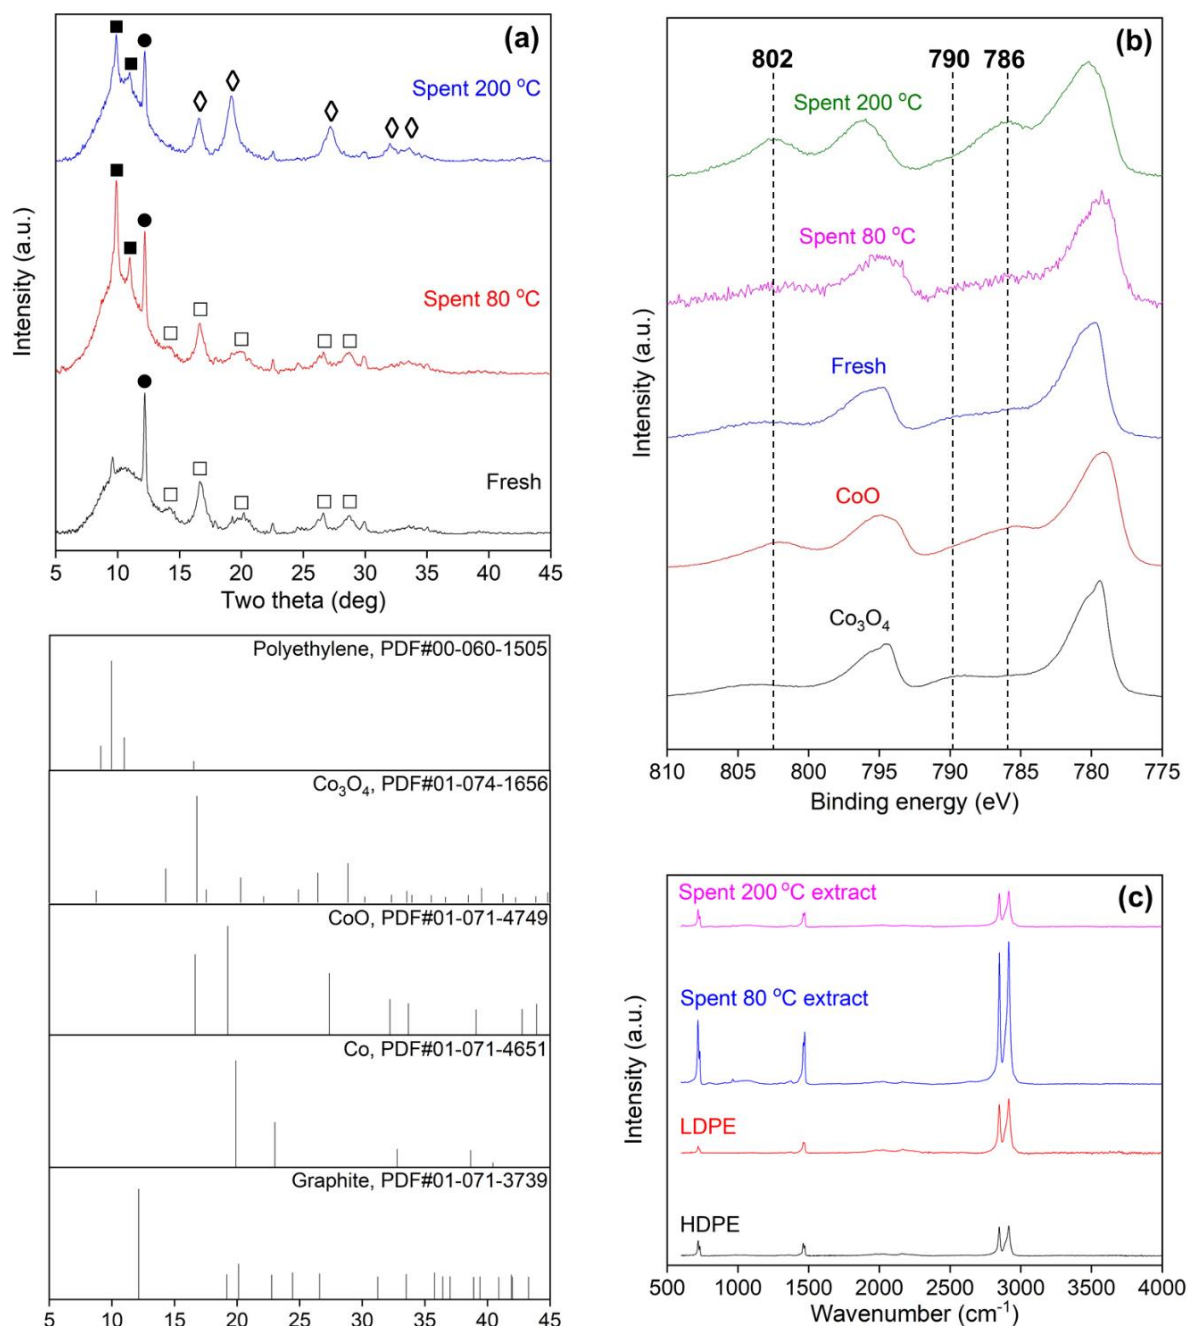 (a)
Spent 200 °C
Spent 80 °C
Fresh
Intensity (a.u.)
5 10 15 20 25 30 35 40 45
Two theta (deg)
Polyethylene, PDF#00-060-1505
Co₃O₄, PDF#01-074-1656
CoO, PDF#01-071-4749
Co, PDF#01-071-4651
Graphite, PDF#01-071-3739
5 10 15 20 25 30 35 40 45
(b)
802 790 786
Spent 200 °C
Spent 80 °C
Fresh
CoO
Co₃O₄
Intensity (a.u.)
810 805 800 795 790 785 780 775
Binding energy (eV)
(c)
Spent 200 °C extract
Spent 80 °C extract
LDPE
HDPE
Intensity (a.u.)
500 1000 1500 2000 2500 3000 3500 4000
Wavenumber (cm⁻¹)